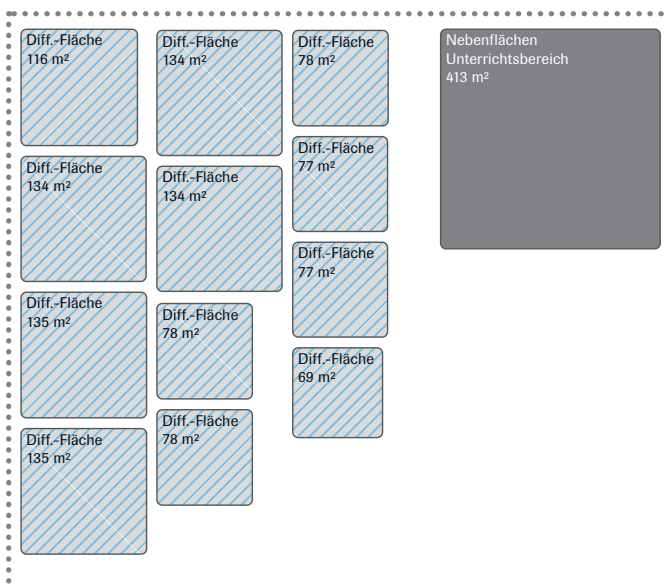 Diff.-Fläche
116 m²
Diff.-Fläche
134 m²
Diff.-Fläche
135 m²
Diff.-Fläche
135 m²
Diff.-Fläche
134 m²
Diff.-Fläche
134 m²
Diff.-Fläche
78 m²
Diff.-Fläche
78 m²
Diff.-Fläche
78 m²
Diff.-Fläche
77 m²
Diff.-Fläche
77 m²
Diff.-Fläche
69 m²
Nebenflächen
Unterrichtsbereich
413 m²